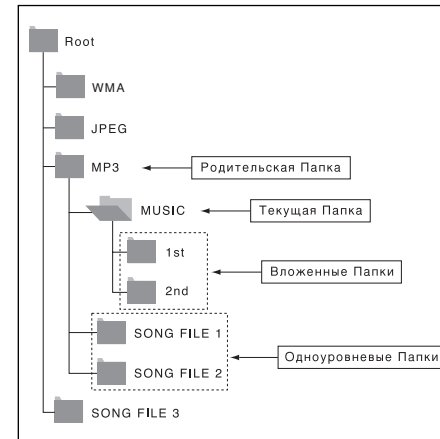 Root
WMA
JPEG
MP3
Родительская Папка
MUSIC
Текущая Папка
1st
Вложенные Папки
2nd
SONG FILE 1
Одноуровневые Папки
SONG FILE 2
SONG FILE 3